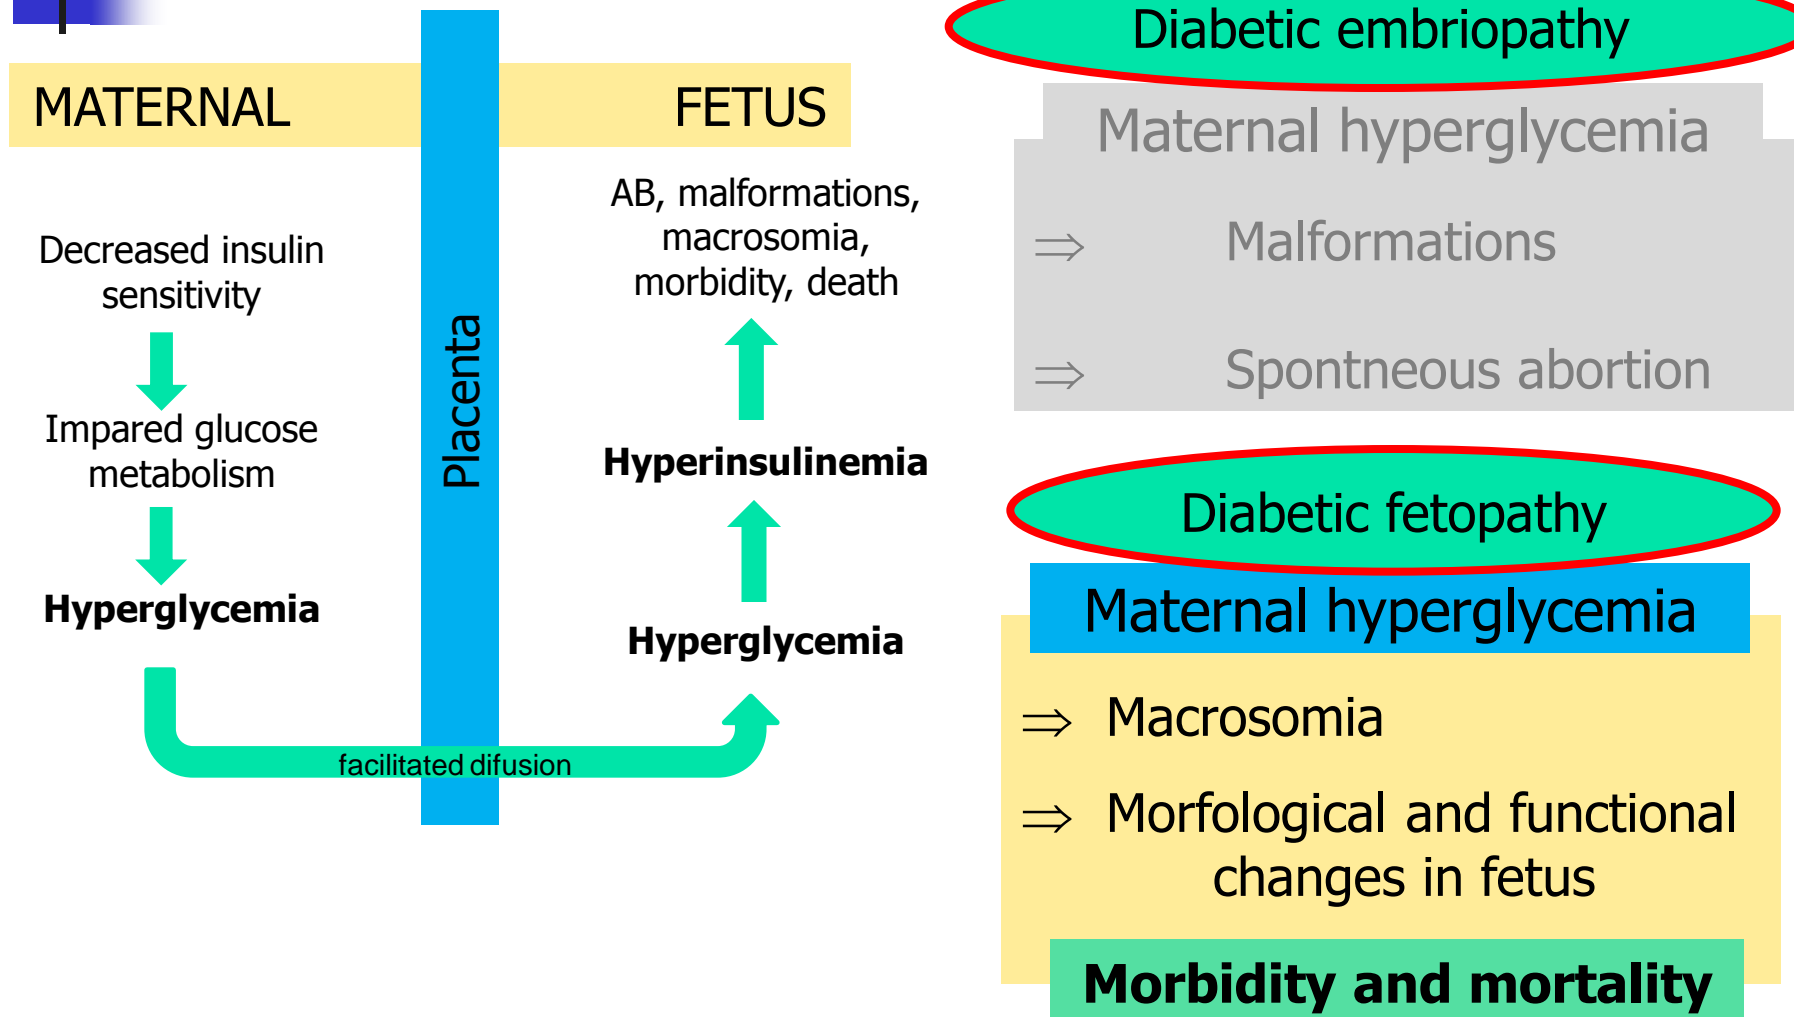 MATERNAL
FETUS
Decreased insulin
sensitivity
Impared glucose
metabolism
Hyperglycemia
Placenta
facilitated difusion
AB, malformations,
macrosomia,
morbidity, death
Hyperinsulinemia
Hyperglycemia
Diabetic embriopathy
Maternal hyperglycemia
⇒ Malformations
⇒ Spontneous abortion
Diabetic fetopathy
Maternal hyperglycemia
⇒ Macrosomia
⇒ Morfological and functional
changes in fetus
Morbidity and mortality